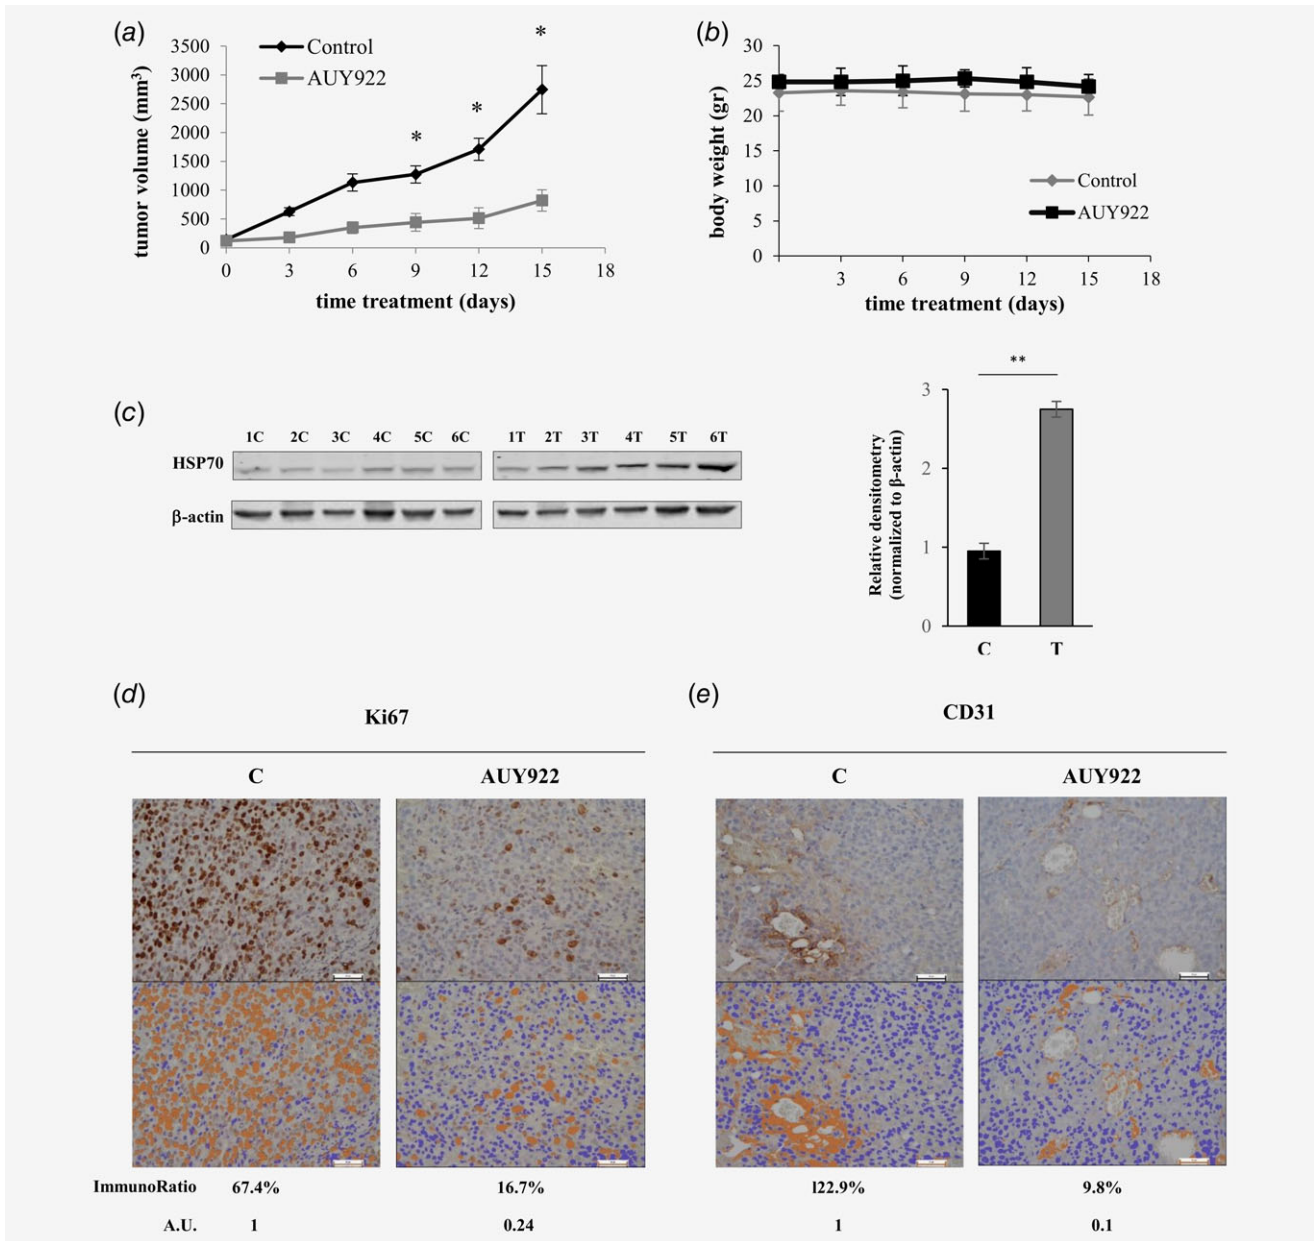 (a)
Control
AUY922
*
*
*
3500
3000
2500
2000
1500
1000
500
0
0 3 6 9 12 15 18
tumor volume (mm³)
time treatment (days)
(b)
30
25
20
15
10
5
0
3 6 9 12 15 18
body weight (gr)
Control
AUY922
time treatment (days)
(c)
1C 2C 3C 4C 5C 6C 1T 2T 3T 4T 5T 6T
HSP70
β-actin
**
3
2
1
0
Relative densitometry
(normalized to β-actin)
C T
(d)
Ki67
C AUY922
(e)
CD31
C AUY922
ImmunoRatio 67.4% 16.7% l22.9% 9.8%
A.U. 1 0.24 1 0.1